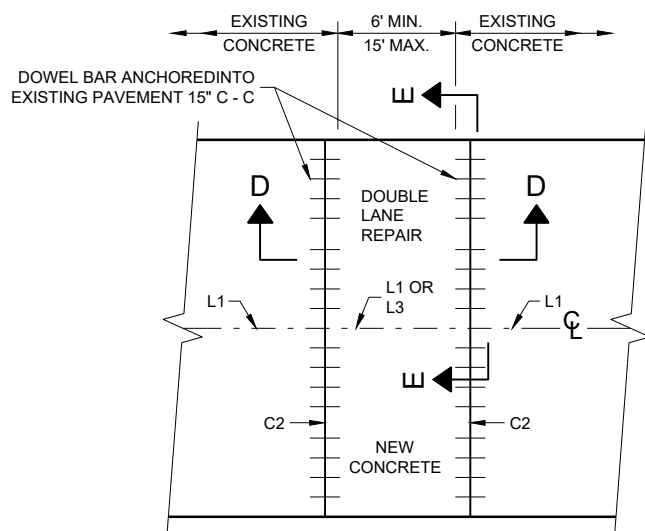 EXISTING
CONCRETE
6' MIN.
15' MAX.
EXISTING
CONCRETE
DOWEL BAR ANCHOREDINTO
EXISTING PAVEMENT 15" C - C
E
D
D
DOUBLE
LANE
REPAIR
L1
L1 OR
L3
L1
CL
E
C2
C2
NEW
CONCRETE